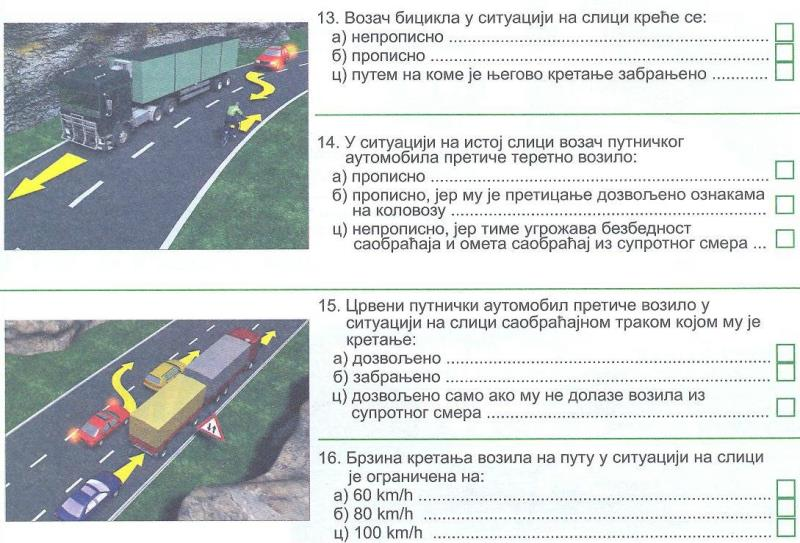 13. Возач бицикла у ситуацији на слици креће се:
а) непрописно
б) прописно
ц) путем на коме је његово кретање забрањено
14. У ситуацији на истој слици возач путничког
аутомобила претиче теретно возило:
а) прописно
б) прописно, јер му је претицање дозвољено ознакама
на коловозу
ц) непрописно, јер тиме угрожава безбедност
саобраћаја и омета саобраћај из супротног смера ...
15. Црвени путнички аутомобил претиче возило у
ситуацији на слици саобраћајном траком којом му је
кретање:
а) дозвољено
б) забрањено
ц) дозвољено само ако му не долазе возила из
супротног смера
16. Брзина кретања возила на путу у ситуацији на слици
је ограничена на:
а) 60 km/h
б) 80 km/h
ц) 100 km/h